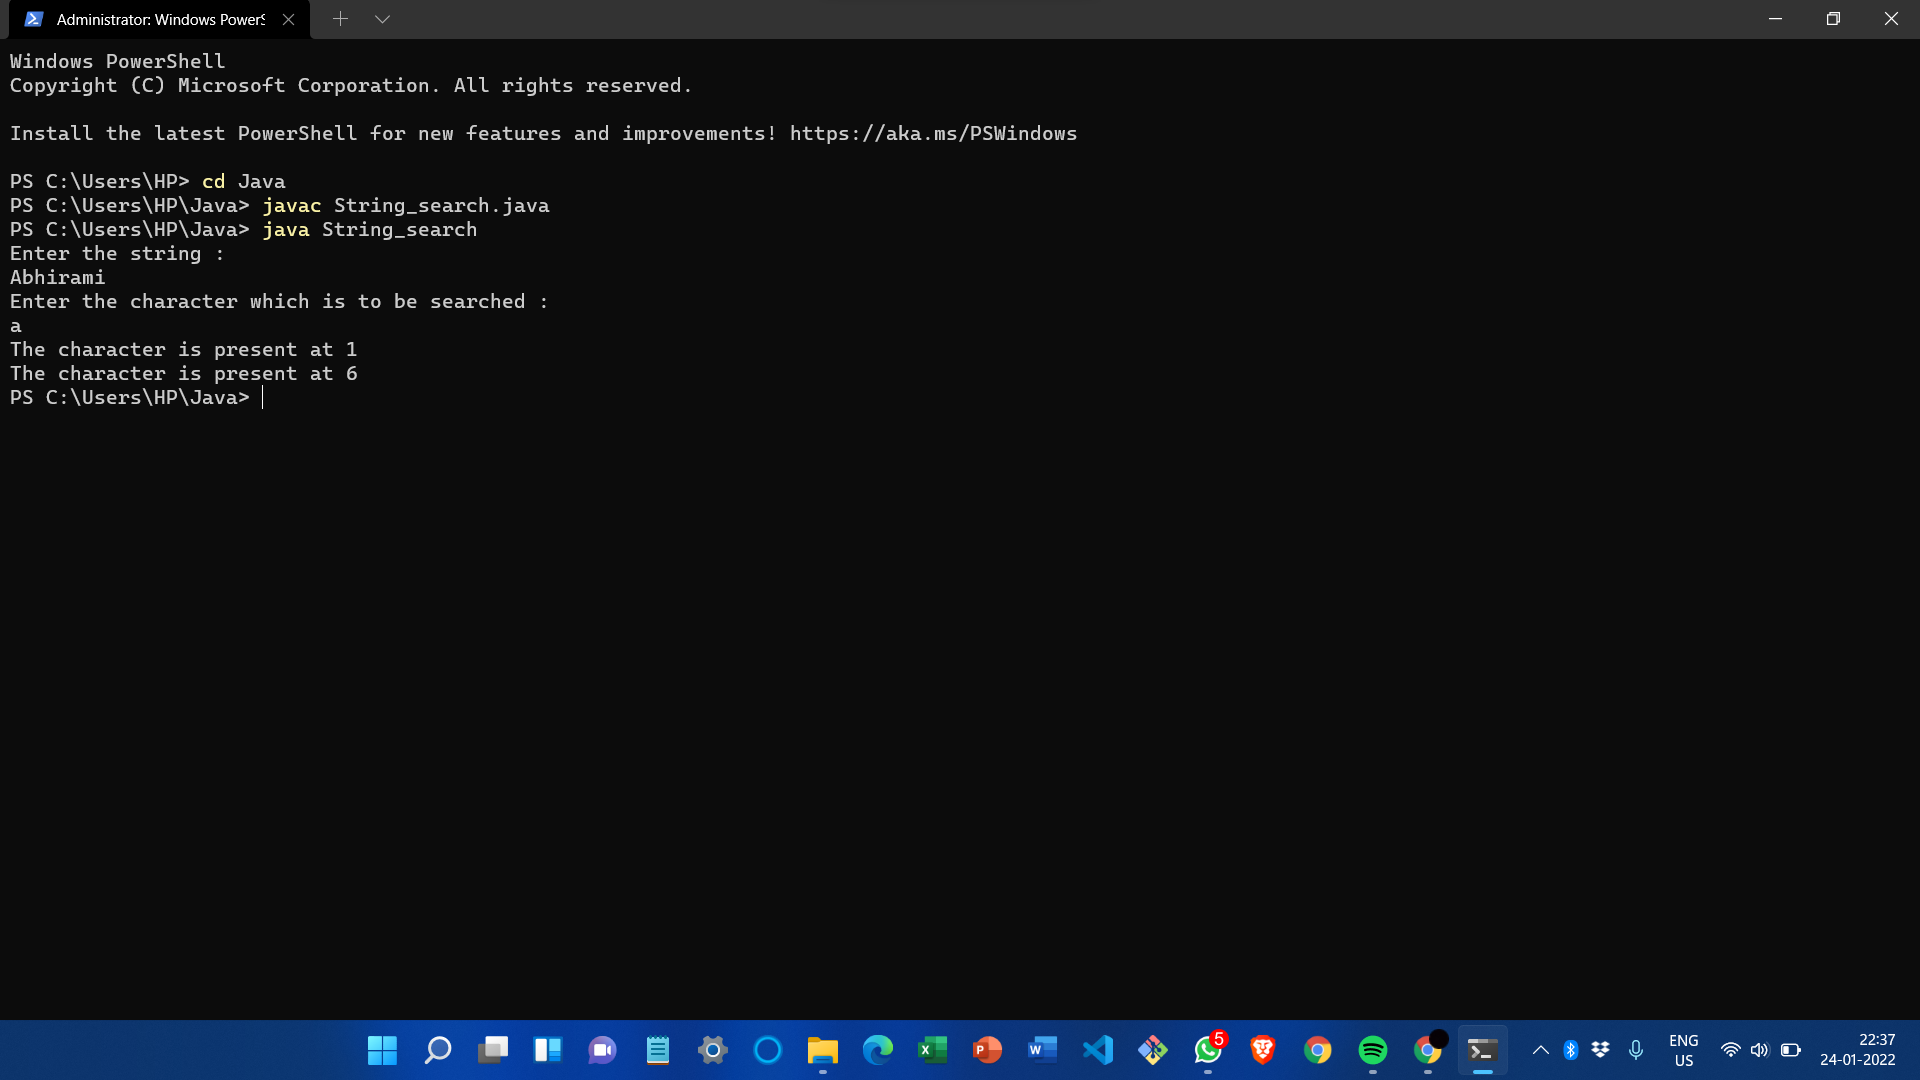 Administrator: Windows PowerS
Windows PowerShell
Copyright (C) Microsoft Corporation. All rights reserved.
Install the latest PowerShell for new features and improvements! https://aka.ms/PSWindows
PS C:\Users\HP> cd Java
PS C:\Users\HP\Java> javac String_search.java
PS C:\Users\HP\Java> java String_search
Enter the string :
Abhirami
Enter the character which is to be searched :
a
The character is present at 1
The character is present at 6
PS C:\Users\HP\Java>
5
ENG
US
22:37
24-01-2022